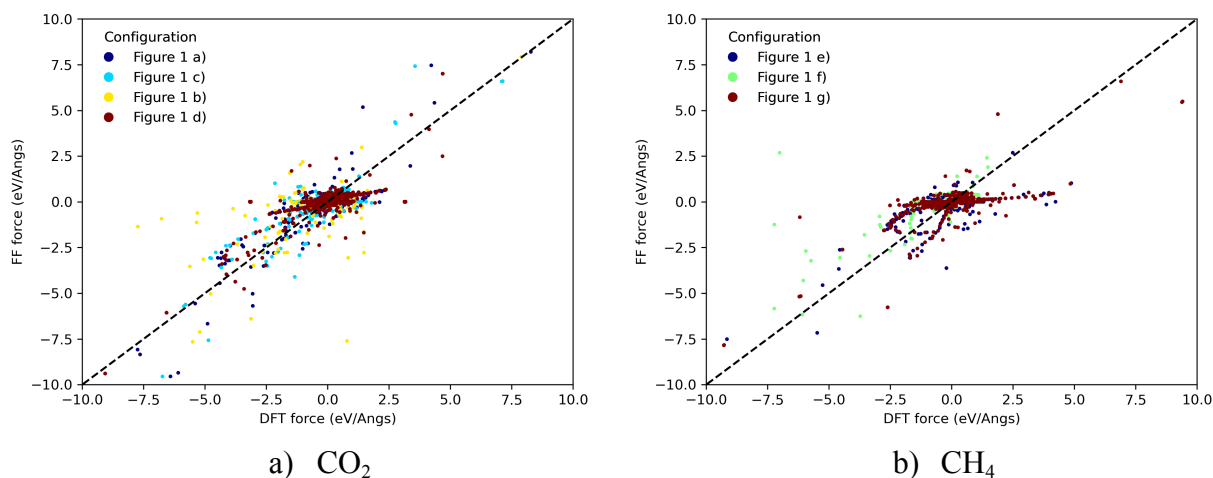 Configuration
Figure 1 a)
Figure 1 c)
Figure 1 b)
Figure 1 d)
10.0
7.5
5.0
2.5
0.0
−2.5
−5.0
−7.5
−10.0
−10.0 −7.5 −5.0 −2.5 0.0 2.5 5.0 7.5 10.0
FF force (eV/Angs)
DFT force (eV/Angs)
a) CO₂
Configuration
Figure 1 e)
Figure 1 f)
Figure 1 g)
10.0
7.5
5.0
2.5
0.0
−2.5
−5.0
−7.5
−10.0
−10.0 −7.5 −5.0 −2.5 0.0 2.5 5.0 7.5 10.0
FF force (eV/Angs)
DFT force (eV/Angs)
b) CH₄